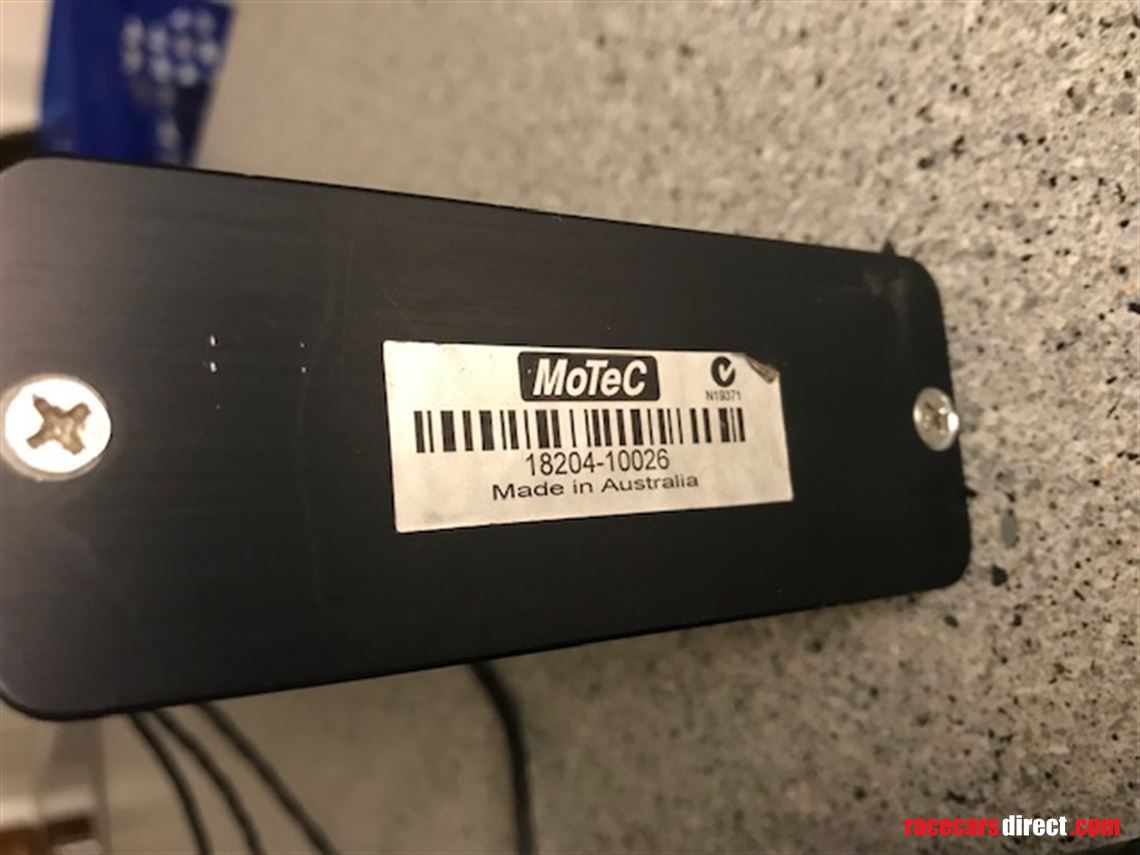 MoTeC
N19371
18204-10026
Made in Australia
racecarsdirect.com